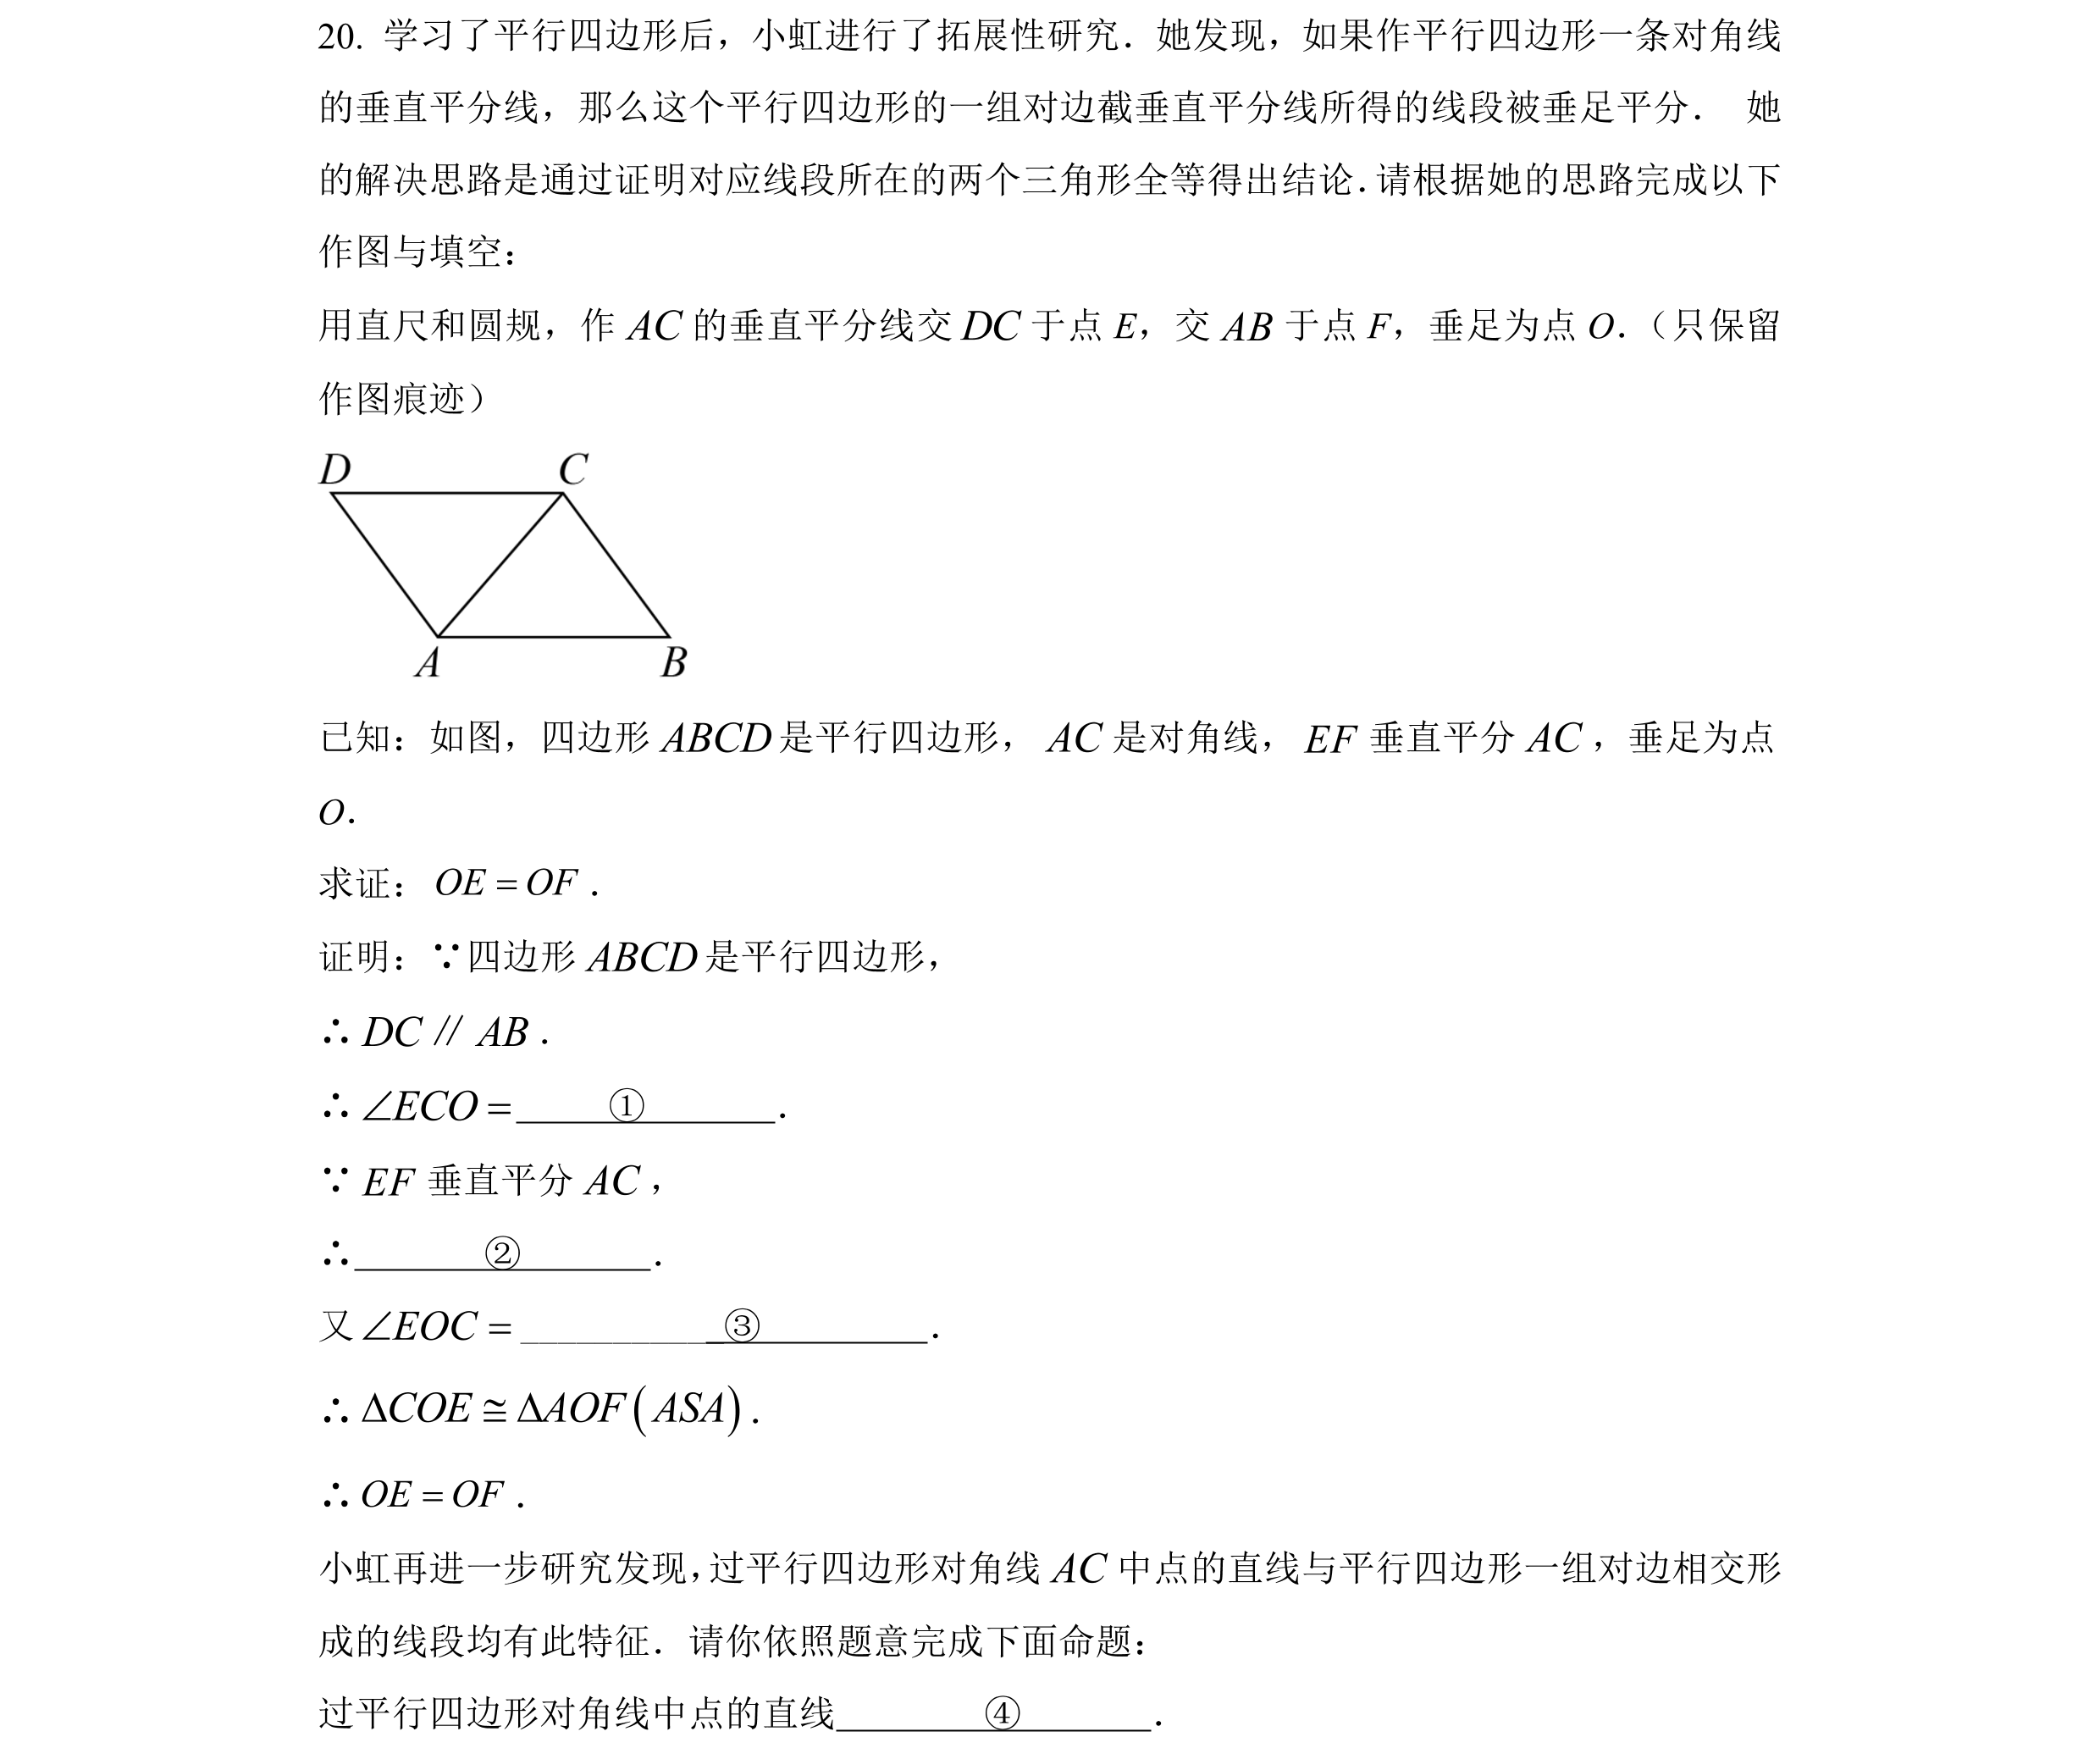 20. 学习了平行四边形后，小虹进行了拓展性研究．她发现，如果作平行四边形一条对角线
的垂直平分线，那么这个平行四边形的一组对边截垂直平分线所得的线段被垂足平分． 她
的解决思路是通过证明对应线段所在的两个三角形全等得出结论．请根据她的思路完成以下
作图与填空：
用直尺和圆规，作 AC 的垂直平分线交 DC 于点 E，交 AB 于点 F，垂足为点 O．（只保留
作图痕迹）
D C
A B
已知：如图，四边形 ABCD 是平行四边形， AC 是对角线， EF 垂直平分 AC ，垂足为点
O．
求证： OE = OF ．
证明：∵四边形 ABCD 是平行四边形，
∴ DC // AB ．
∴ ∠ECO = ① ．
∵ EF 垂直平分 AC ，
∴ ② ．
又 ∠EOC = ___________③ ．
∴ ΔCOE ≅ ΔAOF ( ASA ) ．
∴ OE = OF ．
小虹再进一步研究发现，过平行四边形对角线 AC 中点的直线与平行四边形一组对边相交形
成的线段均有此特征．请你依照题意完成下面命题：
过平行四边形对角线中点的直线 ④ ．